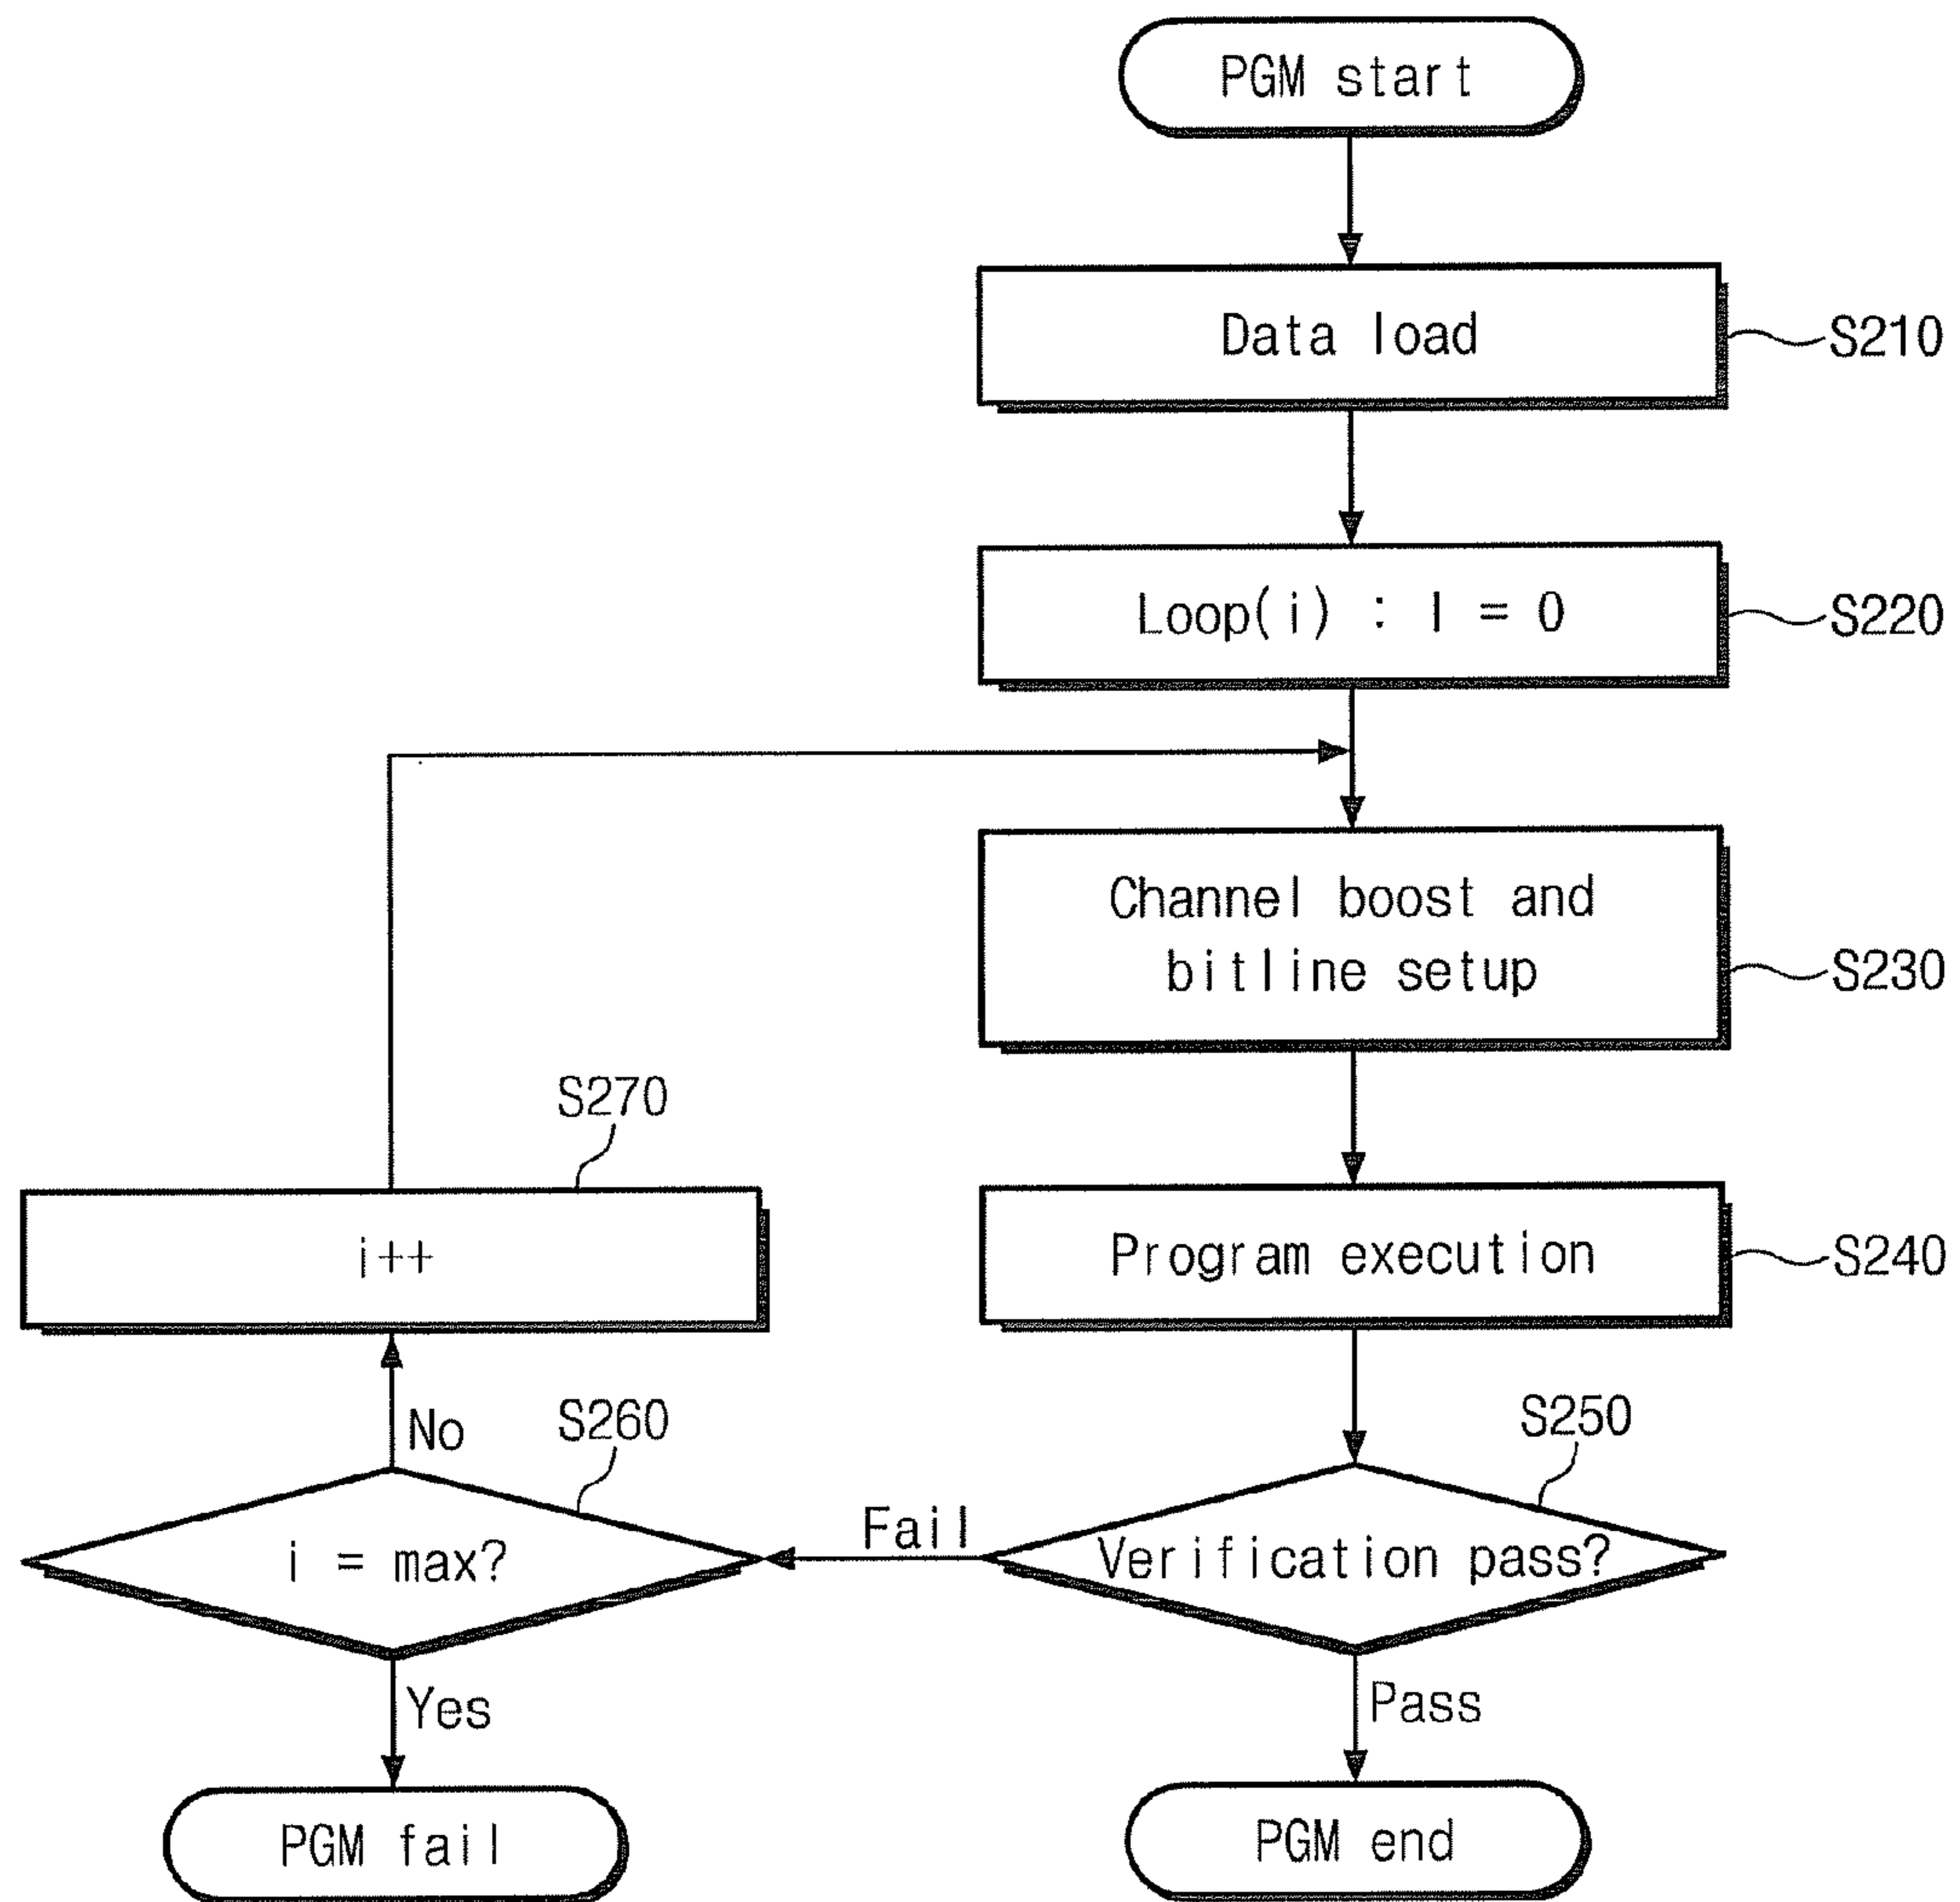 PGM start
Data load
S210
Loop(i) : I = 0
S220
Channel boost and
bitline setup
S230
S270
i++
Program execution
S240
No
S260
S250
i = max?
Fail
Verification pass?
Yes
Pass
PGM fail
PGM end